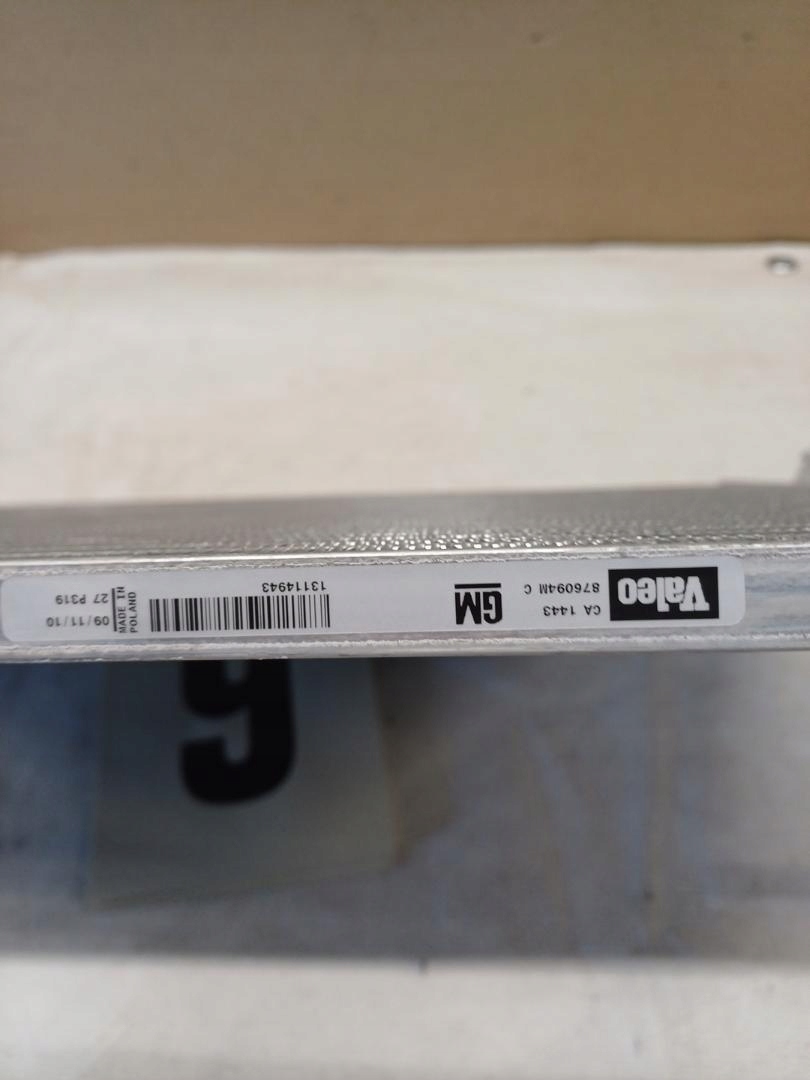 Valeo
CA 1443
876094M C
GM
13114943
MADE IN
POLAND
09/11/10
27 P319